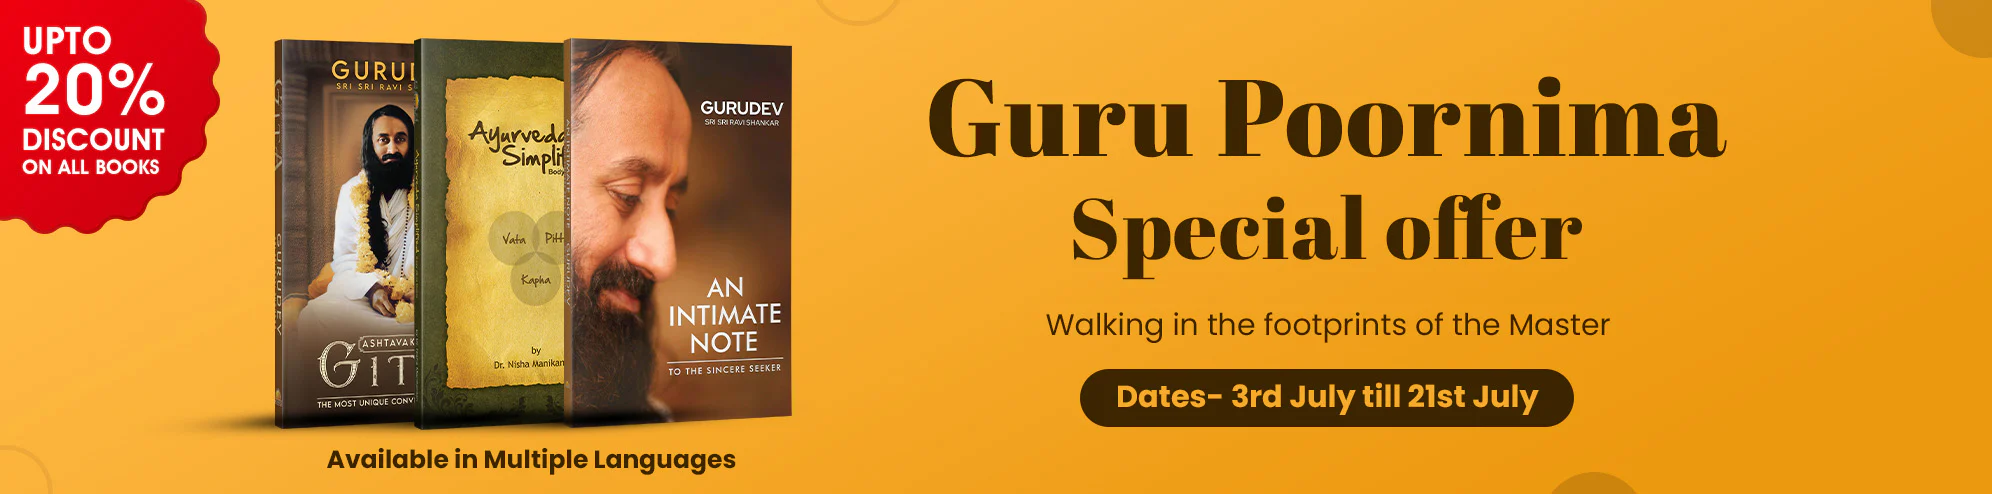 UPTO
20%
DISCOUNT
ON ALL BOOKS
GURUD
SRI SRI RAVI S
GITA
GURUDEV
ASHTAVAK
GIT
THE MOST UNIQUE CONV
Ayurveda
Simplif
Body
Vata Pitt
Kapha
by
Dr. Nisha Manikan
GURUDEV
SRI SRI RAVI SHANKAR
AN
INTIMATE
NOTE
TO THE SINCERE SEEKER
Available in Multiple Languages
Guru Poornima
Special offer
Walking in the footprints of the Master
Dates- 3rd July till 21st July